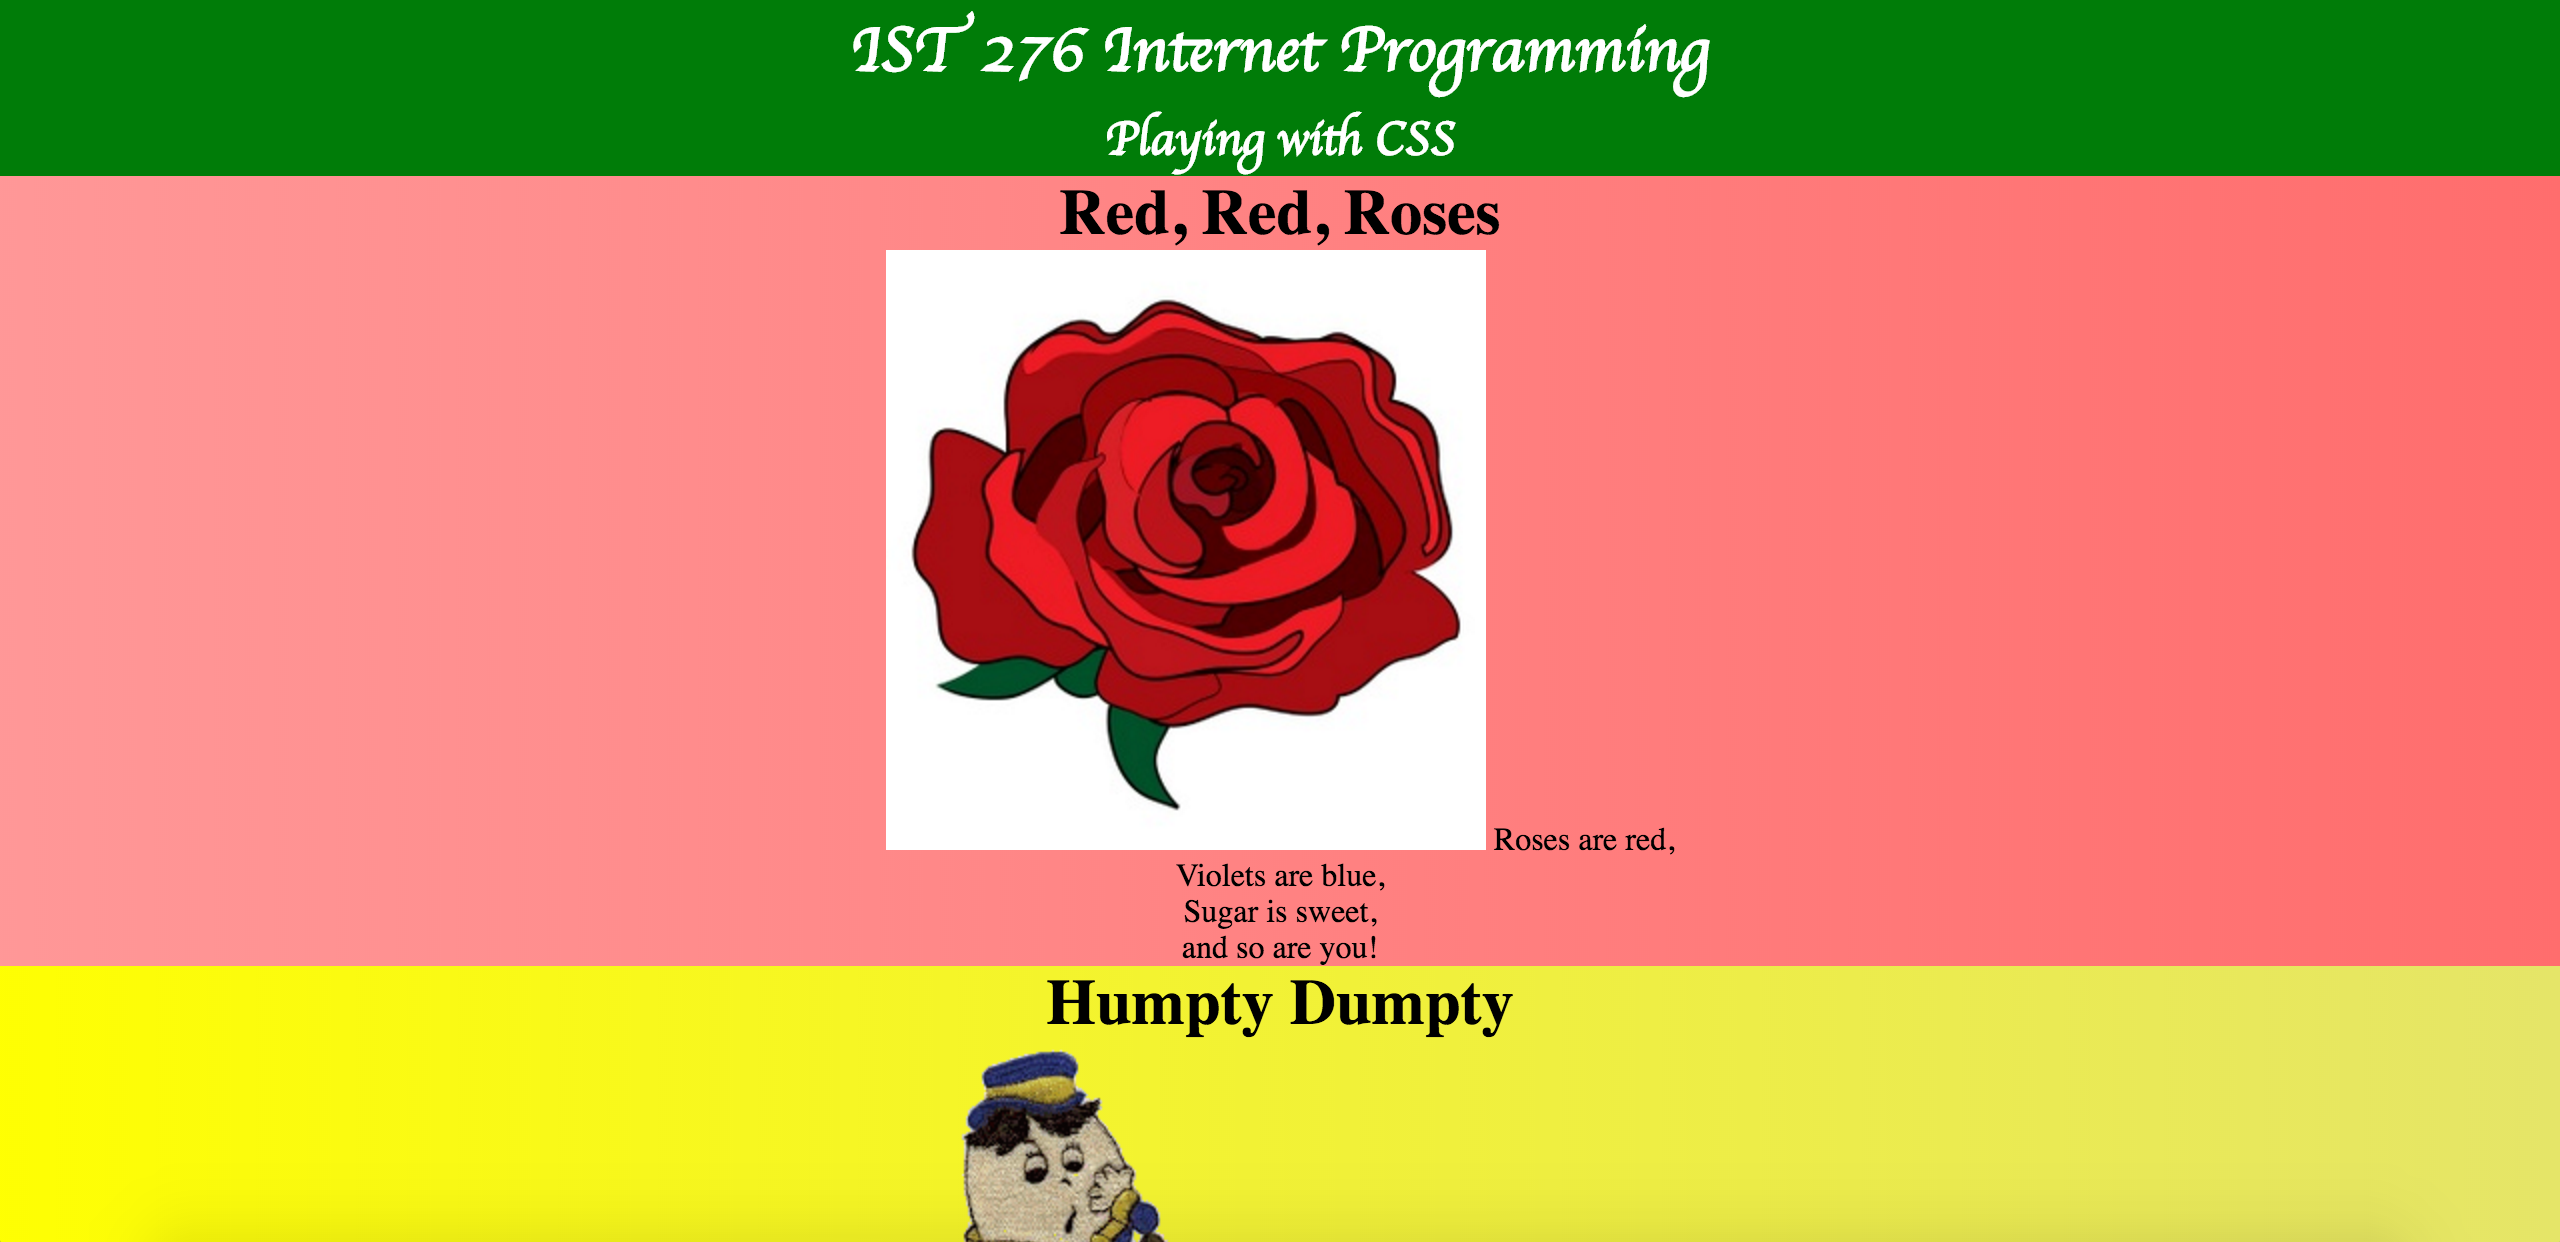 IST 276 Internet Programming
Playing with CSS
Red, Red, Roses
Roses are red,
Violets are blue,
Sugar is sweet,
and so are you!
Humpty Dumpty